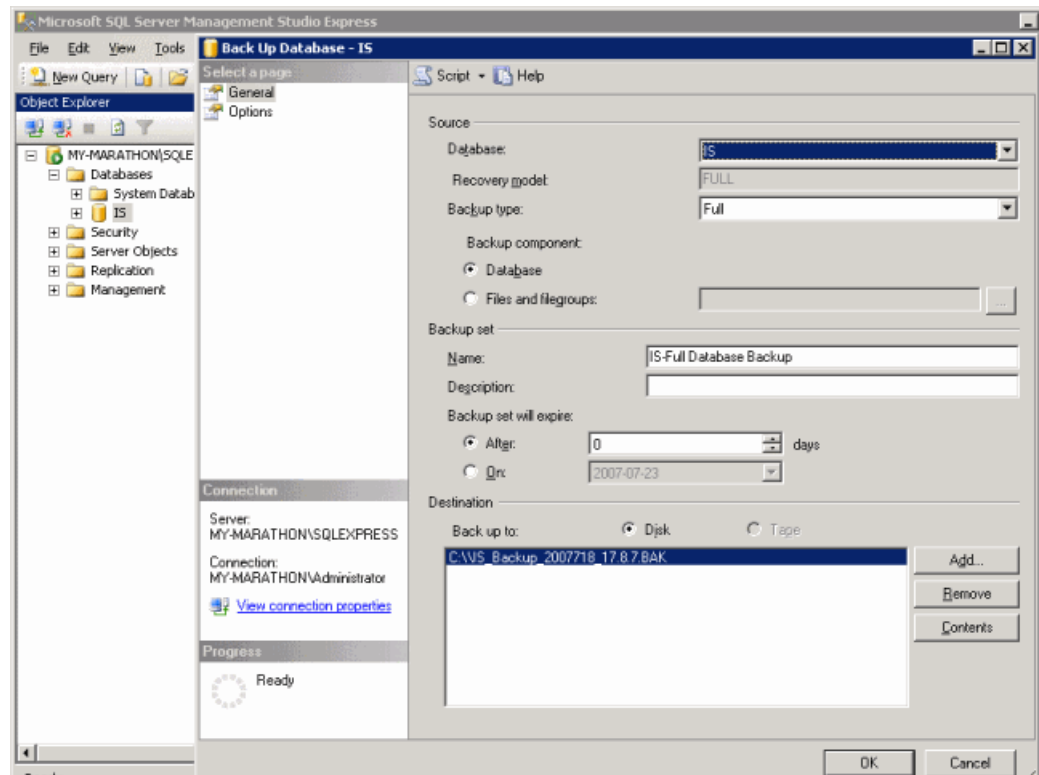 Microsoft SQL Server Management Studio Express
File Edit View Tools
Back Up Database - IS
New Query
Select a page
Script Help
General
Options
Object Explorer
MY-MARATHON\SQLE
Databases
System Datab
IS
Security
Server Objects
Replication
Management
Source
Database:
IS
Recovery model:
FULL
Backup type:
Full
Backup component:
Database
Files and filegroups:
...
Backup set
Name:
IS-Full Database Backup
Description:
Backup set will expire:
After:
0
days
On:
2007-07-23
Connection
Server:
MY-MARATHON\SQLEXPRESS
Connection:
MY-MARATHON\Administrator
View connection properties
Progress
Ready
Destination
Back up to:
Disk
Tape
C:\IS_Backup_2007718_17.8.7.BAK
Add...
Remove
Contents
OK
Cancel